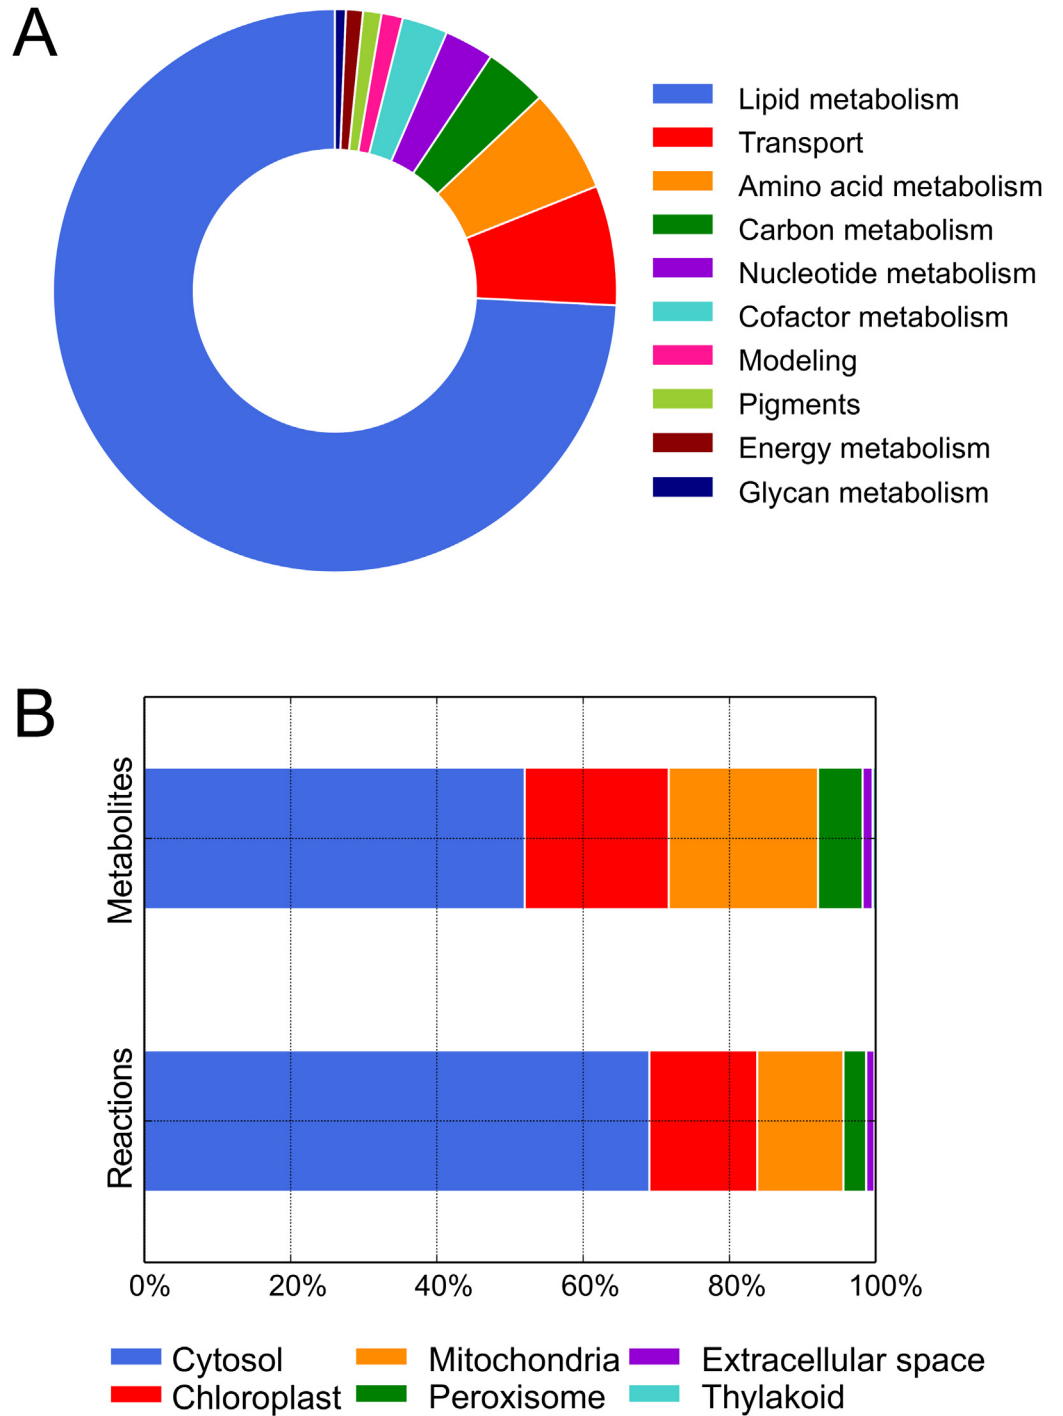 A
Lipid metabolism
Transport
Amino acid metabolism
Carbon metabolism
Nucleotide metabolism
Cofactor metabolism
Modeling
Pigments
Energy metabolism
Glycan metabolism
B
Metabolites
Reactions
0% 20% 40% 60% 80% 100%
Cytosol Mitochondria Extracellular space
Chloroplast Peroxisome Thylakoid